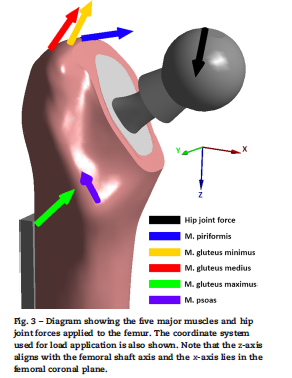 Y
X
Z
Hip joint force
M. piriformis
M. gluteus minimus
M. gluteus medius
M. gluteus maximus
M. psoas
Fig. 3 – Diagram showing the five major muscles and hip
joint forces applied to the femur. The coordinate system
used for load application is also shown. Note that the z-axis
aligns with the femoral shaft axis and the x-axis lies in the
femoral coronal plane.